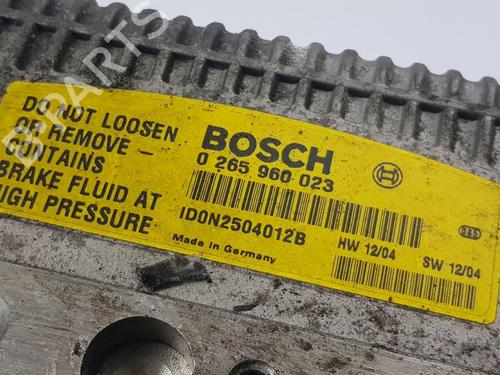 B-PARTS
DO NOT LOOSEN
OR REMOVE -
CONTAINS
BRAKE FLUID AT
HIGH PRESSURE
BOSCH
0 265 960 023
ID0N2504012B
Made in Germany
HW 12/04
SW 12/04